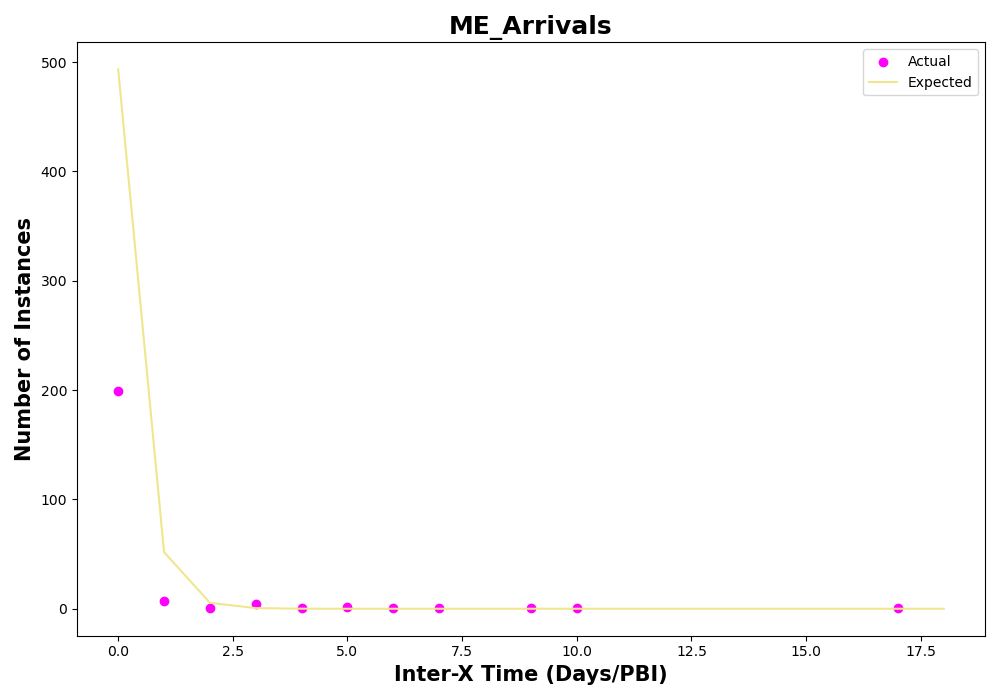 ME_Arrivals
Actual
Expected
Number of Instances
500
400
300
200
100
0
0.0 2.5 5.0 7.5 10.0 12.5 15.0 17.5
Inter-X Time (Days/PBI)